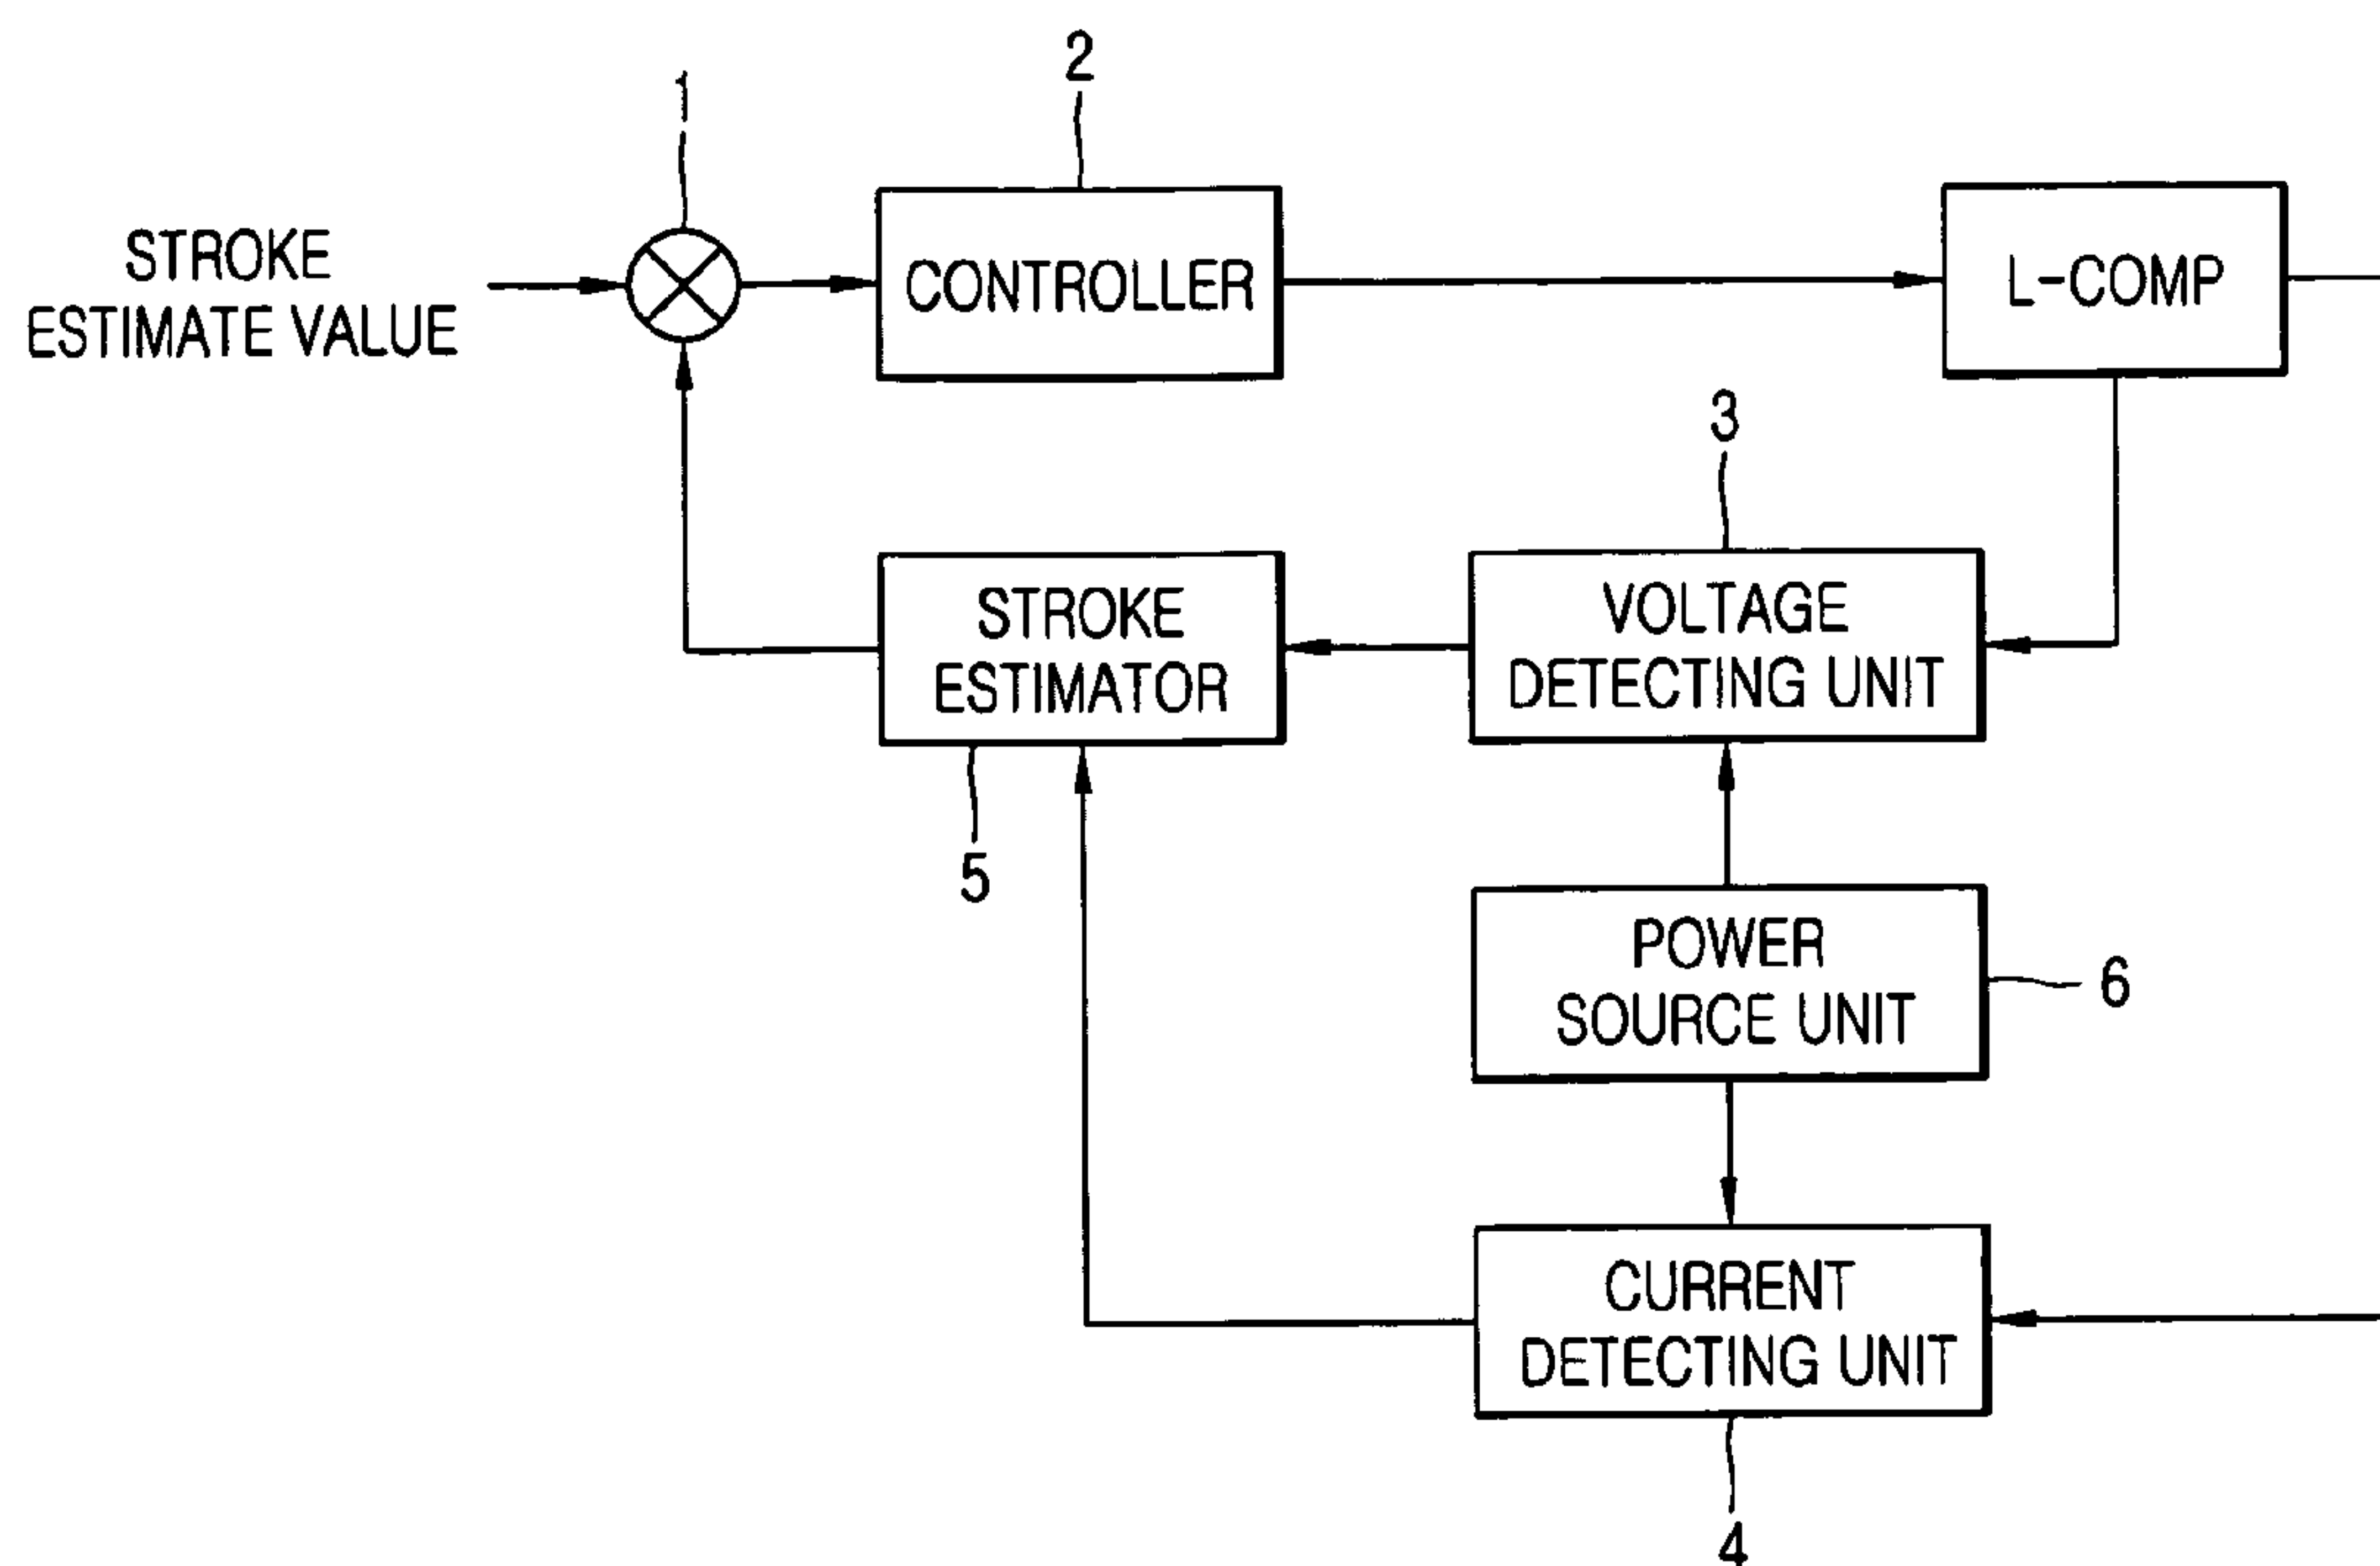 1
2
STROKE
ESTIMATE VALUE
CONTROLLER
L-COMP
3
STROKE
ESTIMATOR
VOLTAGE
DETECTING UNIT
5
POWER
SOURCE UNIT
6
CURRENT
DETECTING UNIT
4